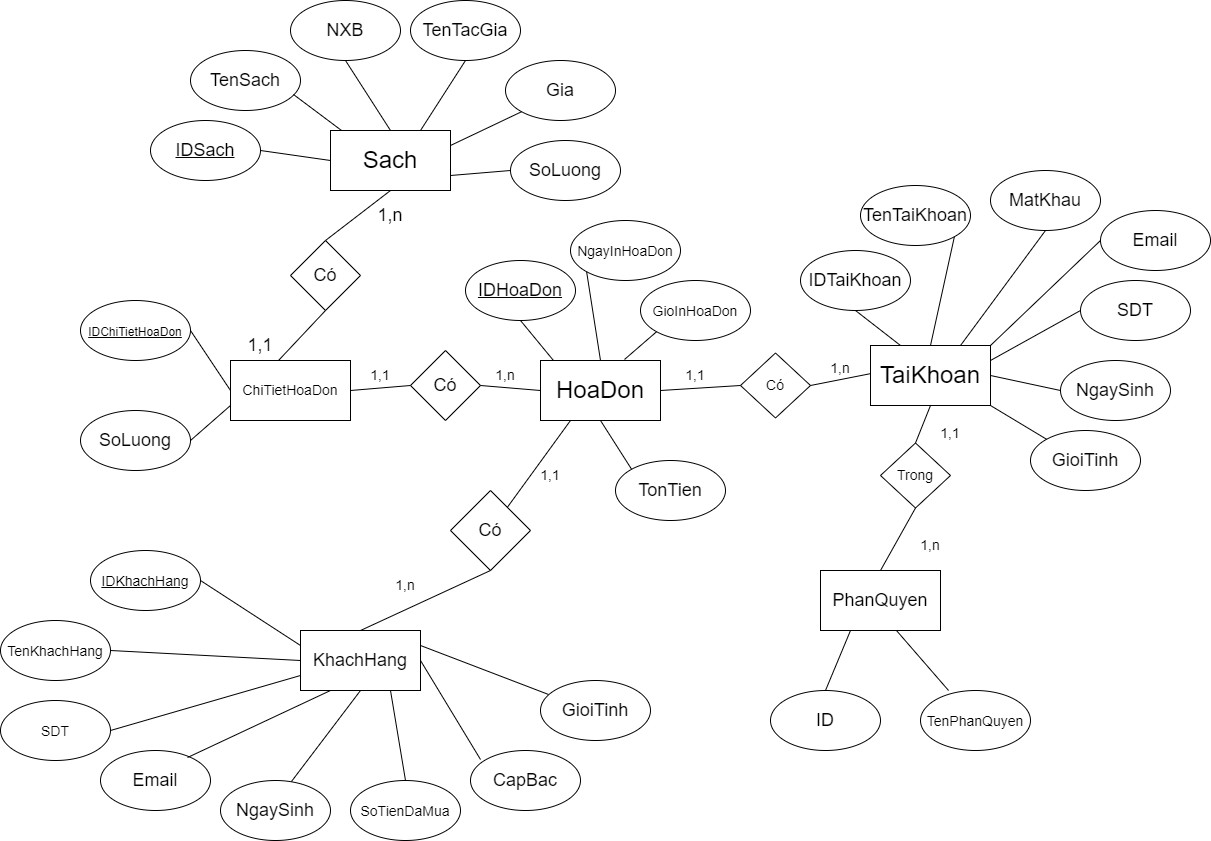 NXB
TenTacGia
TenSach
Gia
IDSach
Sach
SoLuong
1,n
Có
1,1
TenTaiKhoan
MatKhau
Email
NgayInHoaDon
IDTaiKhoan
IDHoaDon
GioInHoaDon
SDT
IDChiTietHoaDon
ChiTietHoaDon
1,1
Có
1,n
HoaDon
1,1
Có
1,n
TaiKhoan
NgaySinh
SoLuong
1,1
GioiTinh
1,1
Trong
TonTien
Có
1,n
1,n
IDKhachHang
PhanQuyen
TenKhachHang
KhachHang
GioiTinh
ID
TenPhanQuyen
SDT
Email
CapBac
NgaySinh
SoTienDaMua